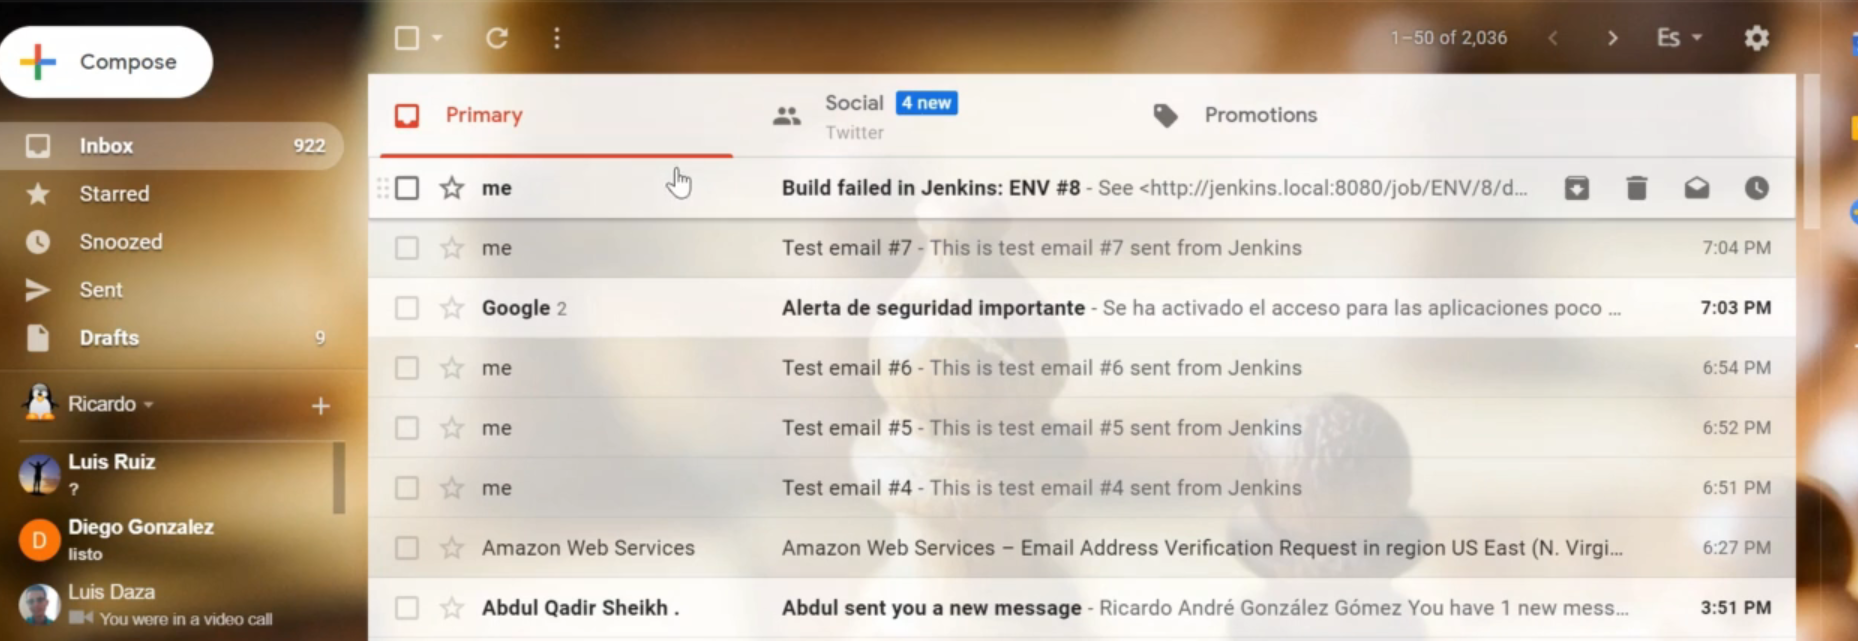 Compose
Inbox 922
Starred
Snoozed
Sent
Drafts 9
Ricardo
Luis Ruiz
?
Diego Gonzalez
D
listo
Luis Daza
You were in a video call
1–50 of 2,036
Es
Primary
Social 4 new
Twitter
Promotions
me Build failed in Jenkins: ENV #8 - See <http://jenkins.local:8080/job/ENV/8/d...
me Test email #7 - This is test email #7 sent from Jenkins 7:04 PM
Google 2 Alerta de seguridad importante - Se ha activado el acceso para las aplicaciones poco ... 7:03 PM
me Test email #6 - This is test email #6 sent from Jenkins 6:54 PM
me Test email #5 - This is test email #5 sent from Jenkins 6:52 PM
me Test email #4 - This is test email #4 sent from Jenkins 6:51 PM
Amazon Web Services Amazon Web Services – Email Address Verification Request in region US East (N. Virgi... 6:27 PM
Abdul Qadir Sheikh . Abdul sent you a new message - Ricardo André González Gómez You have 1 new mess... 3:51 PM